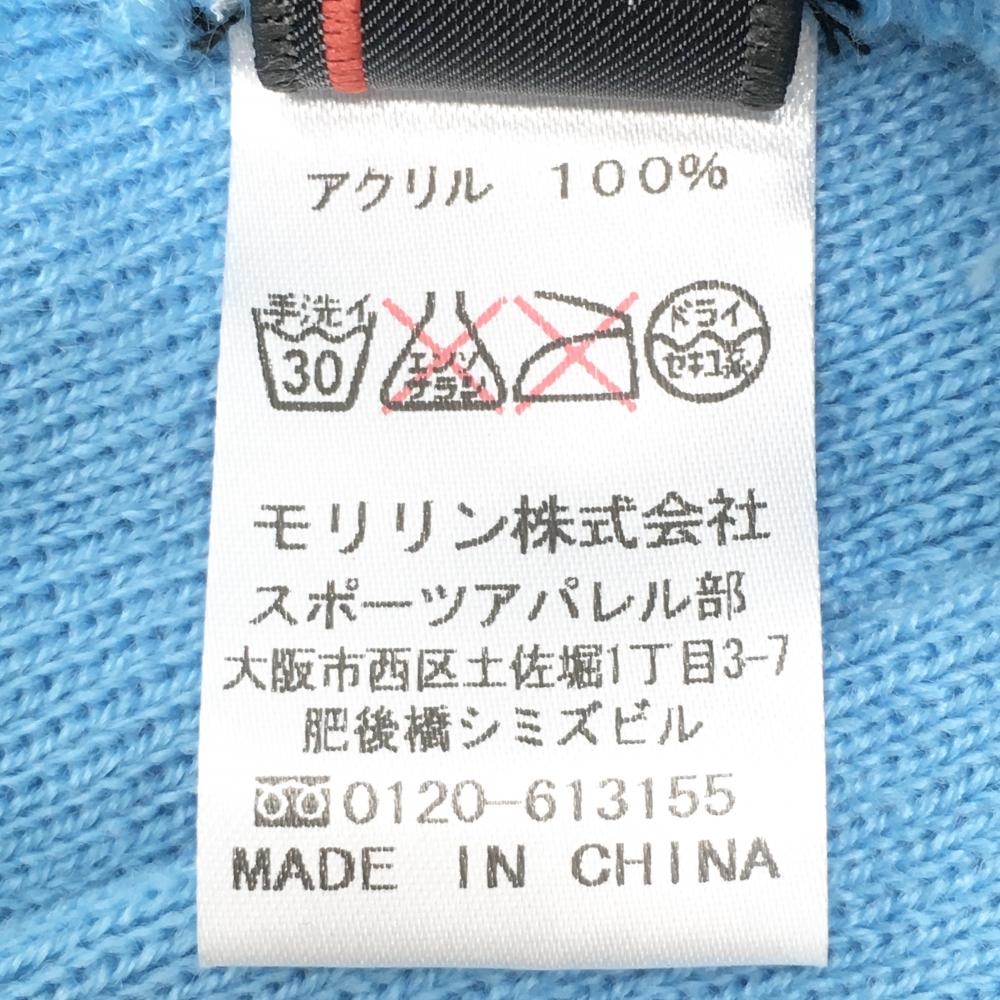 アクリル 100%
手洗イ 30 エンソ サラシ ドライ セキユ系
モリリン株式会社
スポーツアパレル部
大阪市西区土佐堀1丁目3-7
肥後橋シミズビル
0120-613155
MADE IN CHINA